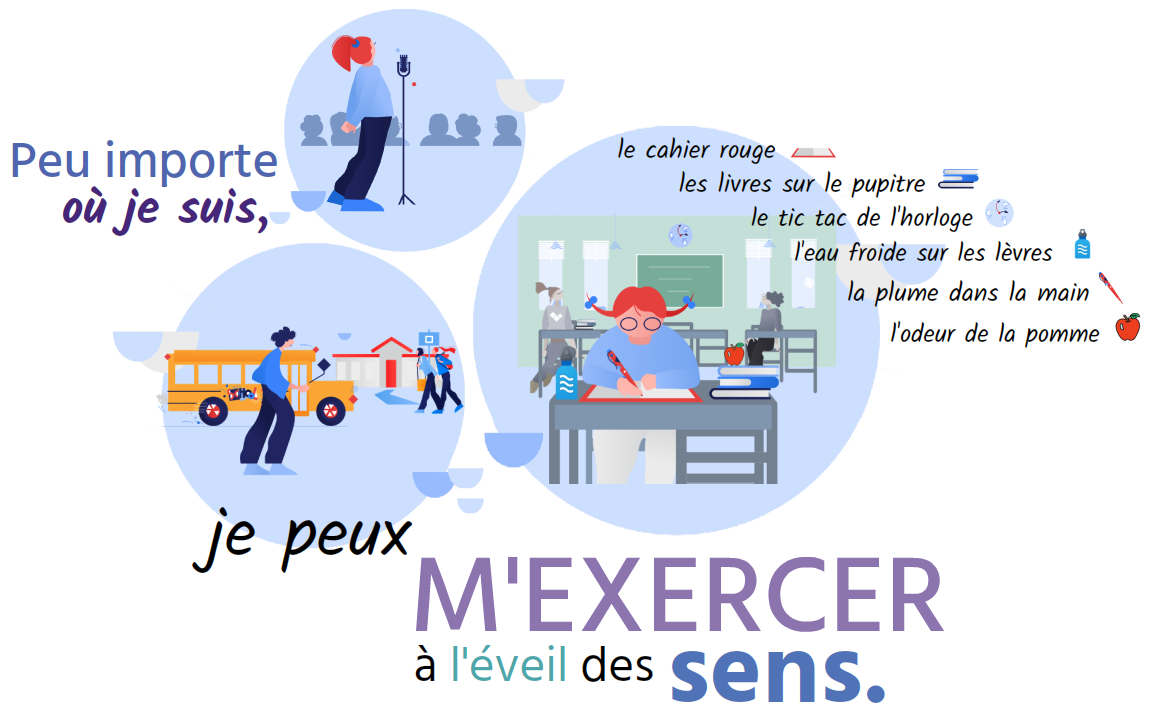 Peu importe
où je suis,
le cahier rouge
les livres sur le pupitre
le tic tac de l'horloge
l'eau froide sur les lèvres
la plume dans la main
l'odeur de la pomme
je peux
M'EXERCER
à l'éveil des sens.